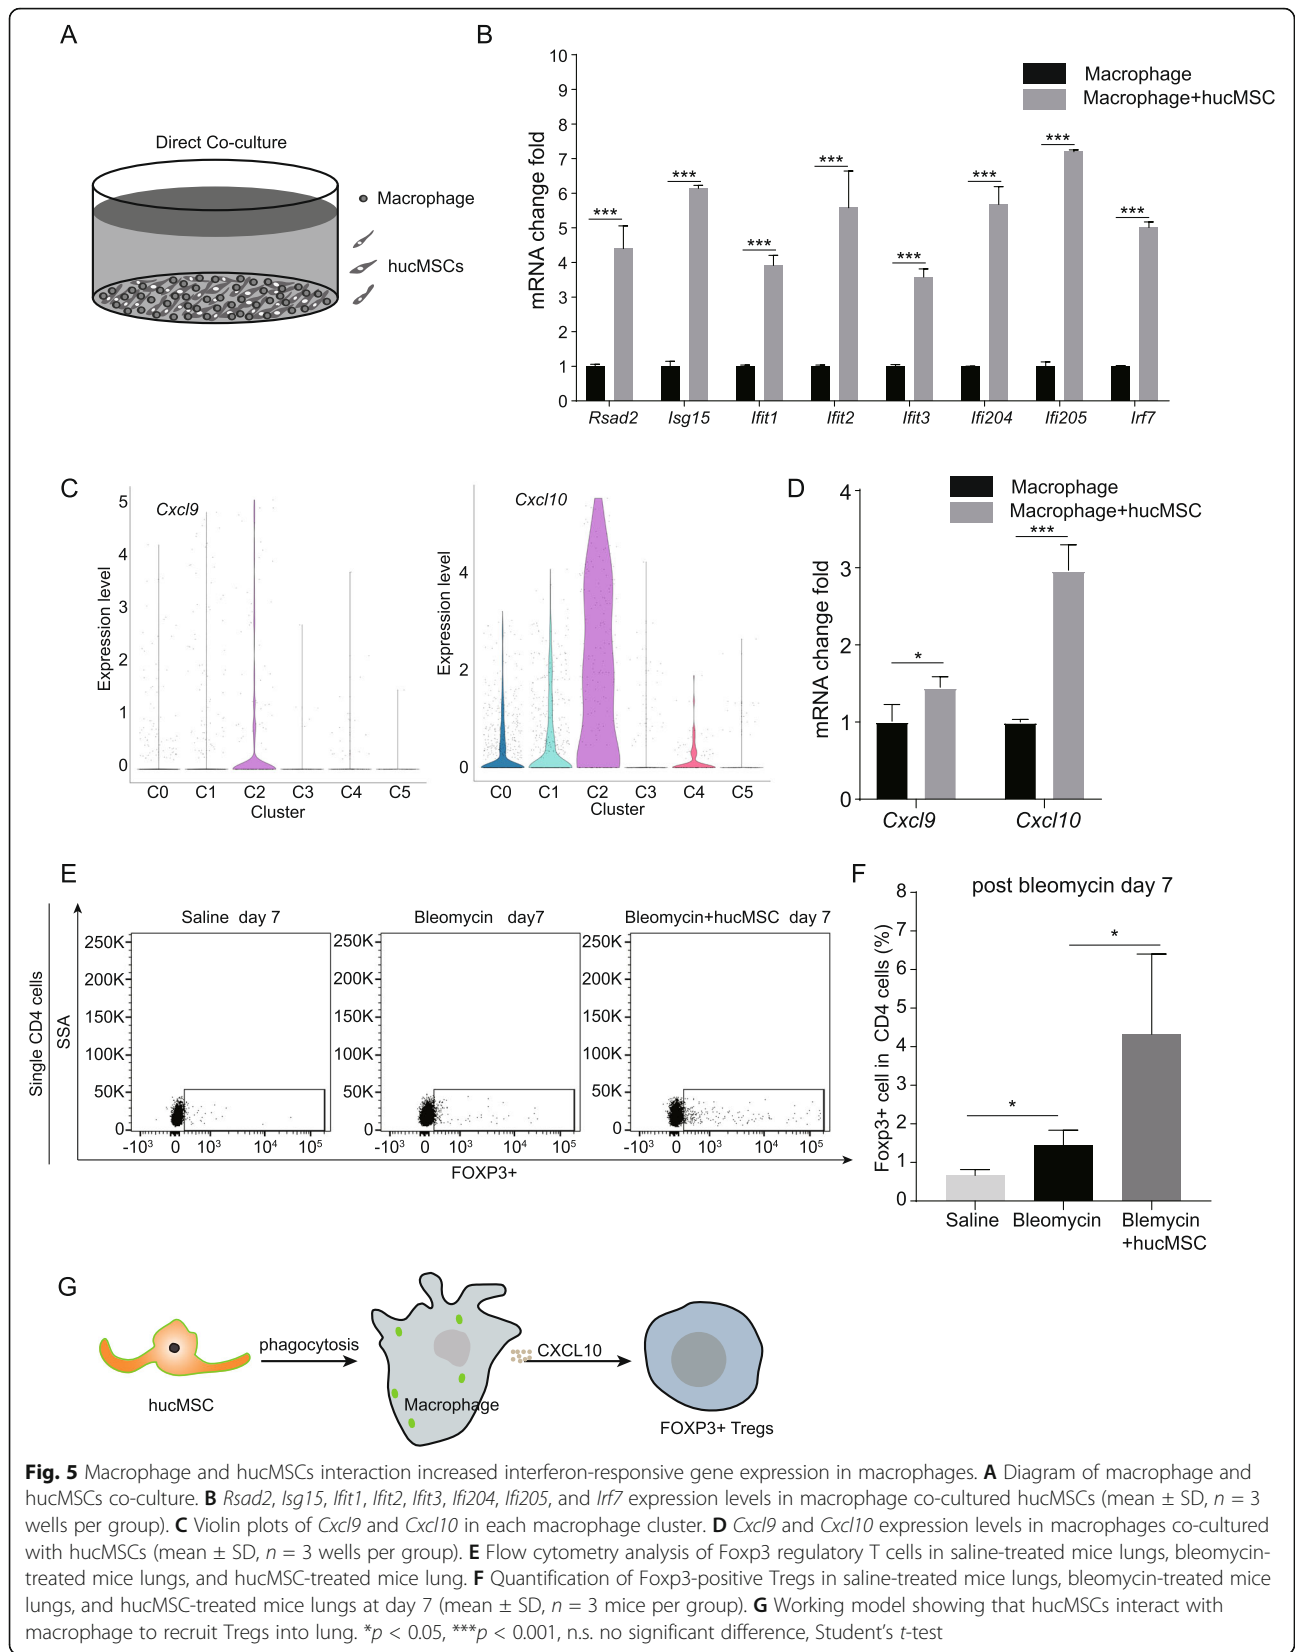 A
Direct Co-culture
Macrophage
hucMSCs
B
mRNA change fold
10
9
8
7
6
5
4
3
2
1
0
Macrophage
Macrophage+hucMSC
***
***
***
***
***
***
***
***
Rsad2 Isg15 Ifit1 Ifit2 Ifit3 Ifi204 Ifi205 Irf7
C
Cxcl9
Expression level
5
4
3
2
1
0
C0 C1 C2 C3 C4 C5
Cluster
Cxcl10
Expression level
4
2
0
C0 C1 C2 C3 C4 C5
Cluster
D
Macrophage
Macrophage+hucMSC
mRNA change fold
4
3
2
1
0
*
***
Cxcl9 Cxcl10
E
Single CD4 cells
SSA
Saline day 7
250K
200K
150K
100K
50K
0
-10³ 0 10³ 10⁴ 10⁵
Bleomycin day7
250K
200K
150K
100K
50K
0
-10³ 0 10³ 10⁴ 10⁵
Bleomycin+hucMSC day 7
250K
200K
150K
100K
50K
0
-10³ 0 10³ 10⁴ 10⁵
FOXP3+
F
post bleomycin day 7
Foxp3+ cell in CD4 cells (%)
8
7
6
5
4
3
2
1
0
*
*
Saline Bleomycin Blemycin
+hucMSC
G
hucMSC
phagocytosis
Macrophage
CXCL10
FOXP3+ Tregs
Fig. 5 Macrophage and hucMSCs interaction increased interferon-responsive gene expression in macrophages. A Diagram of macrophage and
hucMSCs co-culture. B Rsad2, Isg15, Ifit1, Ifit2, Ifit3, Ifi204, Ifi205, and Irf7 expression levels in macrophage co-cultured hucMSCs (mean ± SD, n = 3
wells per group). C Violin plots of Cxcl9 and Cxcl10 in each macrophage cluster. D Cxcl9 and Cxcl10 expression levels in macrophages co-cultured
with hucMSCs (mean ± SD, n = 3 wells per group). E Flow cytometry analysis of Foxp3 regulatory T cells in saline-treated mice lungs, bleomycin-
treated mice lungs, and hucMSC-treated mice lung. F Quantification of Foxp3-positive Tregs in saline-treated mice lungs, bleomycin-treated mice
lungs, and hucMSC-treated mice lungs at day 7 (mean ± SD, n = 3 mice per group). G Working model showing that hucMSCs interact with
macrophage to recruit Tregs into lung. *p < 0.05, ***p < 0.001, n.s. no significant difference, Student's t-test